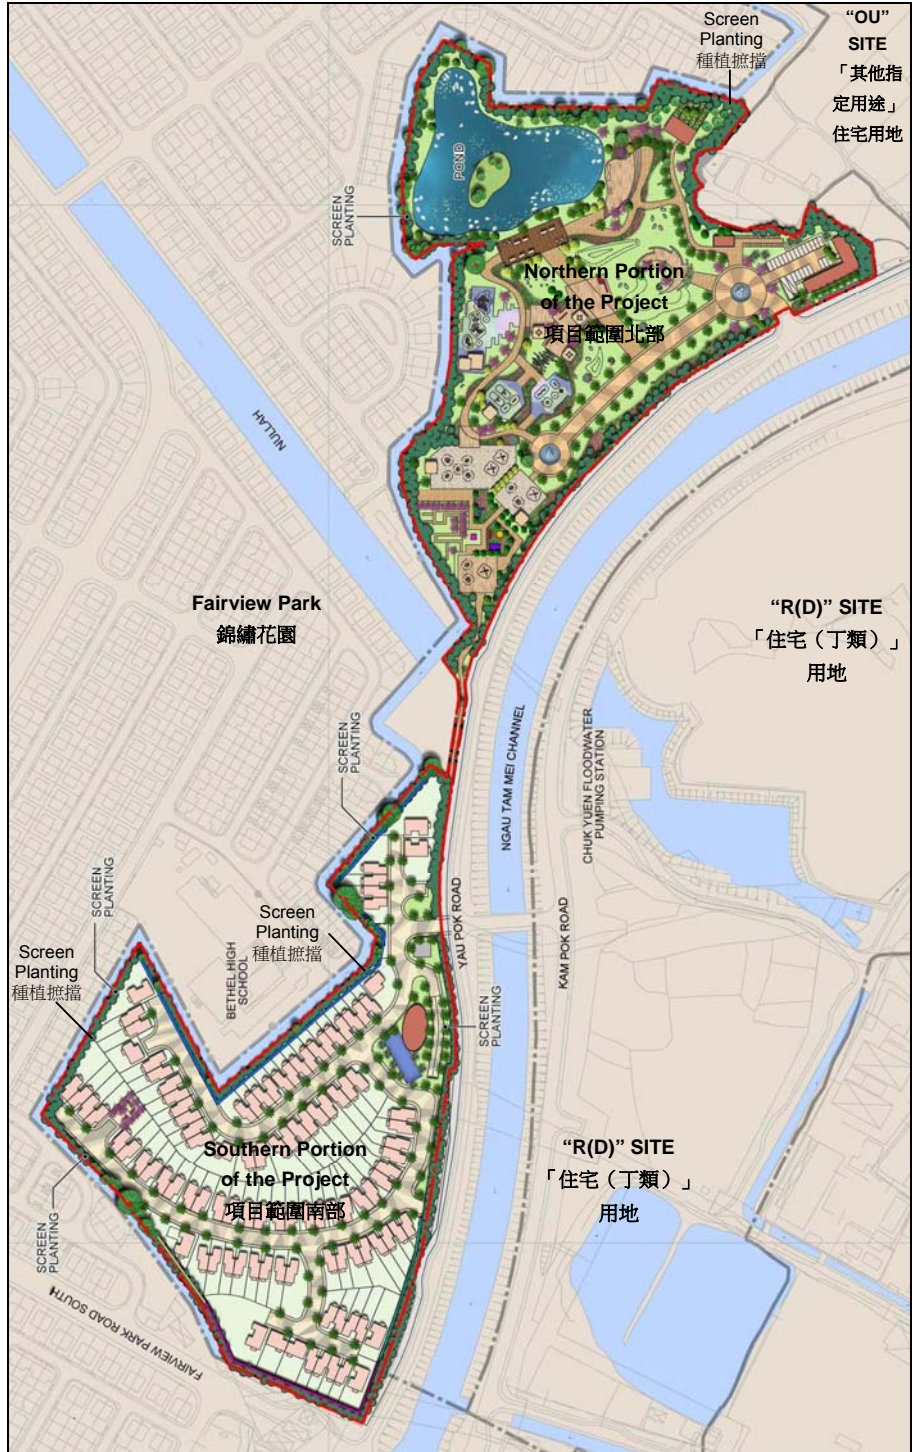 Screen
Planting
種植摭擋
“OU”
SITE
「其他指
定用途」
住宅用地
POND
SCREEN
PLANTING
Northern Portion
of the Project
項目範圍北部
NULLAH
Fairview Park
錦繡花園
“R(D)” SITE
「住宅（丁類）」
用地
SCREEN
PLANTING
NGAU TAM MEI CHANNEL
CHUK YUEN FLOODWATER
PUMPING STATION
SCREEN
PLANTING
Screen
Planting
種植摭擋
YAU POK ROAD
KAM POK ROAD
Screen
Planting
種植摭擋
BETHEL HIGH
SCHOOL
SCREEN
PLANTING
Southern Portion
of the Project
項目範圍南部
“R(D)” SITE
「住宅（丁類）」
用地
SCREEN
PLANTING
FAIRVIEW PARK ROAD SOUTH